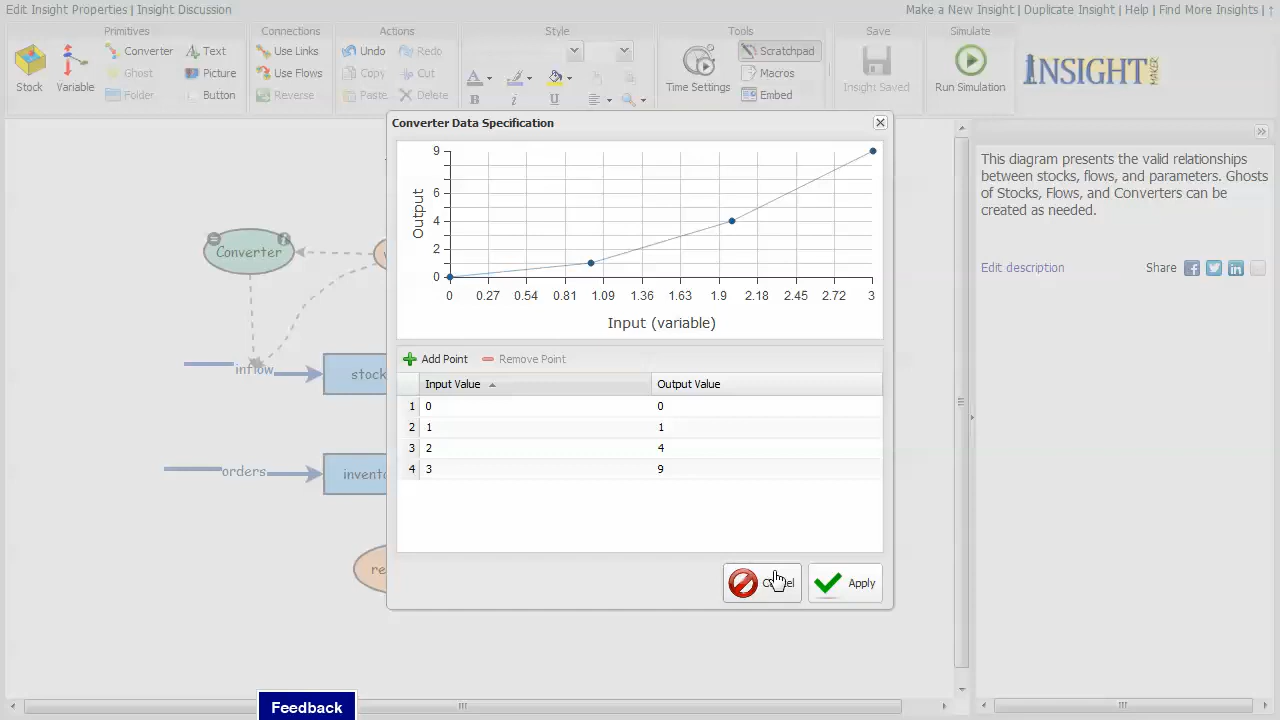 Edit Insight Properties | Insight Discussion
Make a New Insight | Duplicate Insight | Help | Find More Insights | ↑
Primitives
Connections
Actions
Style
Tools
Save
Simulate
Stock
Variable
Converter
Ghost
Folder
Text
Picture
Button
Use Links
Use Flows
Reverse
Undo
Redo
Copy
Cut
Paste
Delete
A
B
i
U
Time Settings
Scratchpad
Macros
Embed
Insight Saved
Run Simulation
INSIGHT MAKER
Converter Data Specification
9
6
4
2
0
Output
0 0.27 0.54 0.81 1.09 1.36 1.63 1.9 2.18 2.45 2.72 3
Input (variable)
Add Point
Remove Point
Input Value
Output Value
1 0 0
2 1 1
3 2 4
4 3 9
Apply
Converter
inflow
stock
orders
re
This diagram presents the valid relationships
between stocks, flows, and parameters. Ghosts
of Stocks, Flows, and Converters can be
created as needed.
Edit description
Share
Feedback